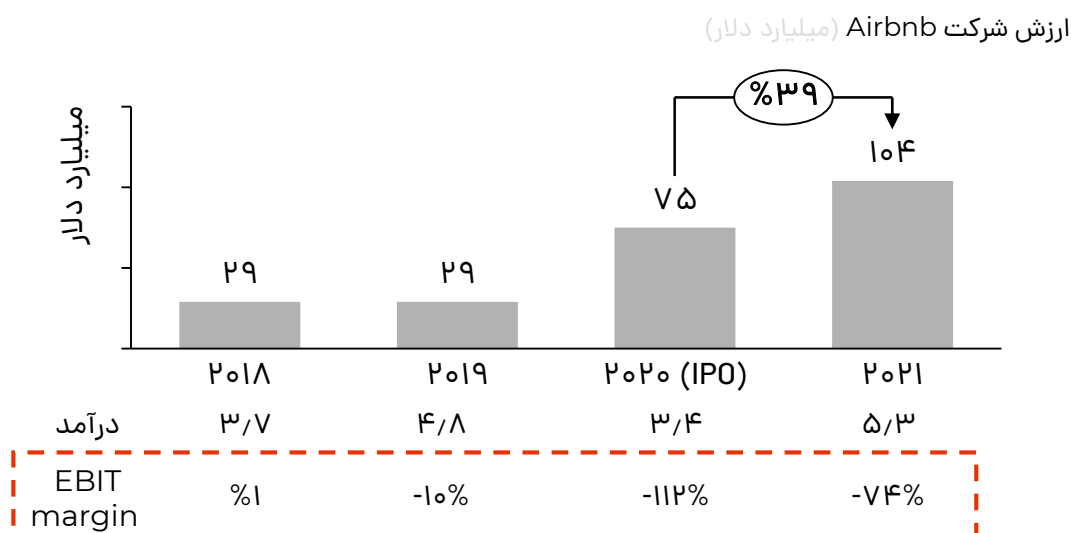 ارزش شرکت Airbnb (میلیارد دلار)
میلیارد دلار
%۳۹
۲۹ ۲۹ ۷۵ ۱۰۴
۲۰۱۸ ۲۰۱۹ ۲۰۲۰ (IPO) ۲۰۲۱
درآمد ۳٫۷ ۴٫۸ ۳٫۴ ۵٫۳
EBIT margin %۱ -۱۰% -۱۱۲% -۷۴%